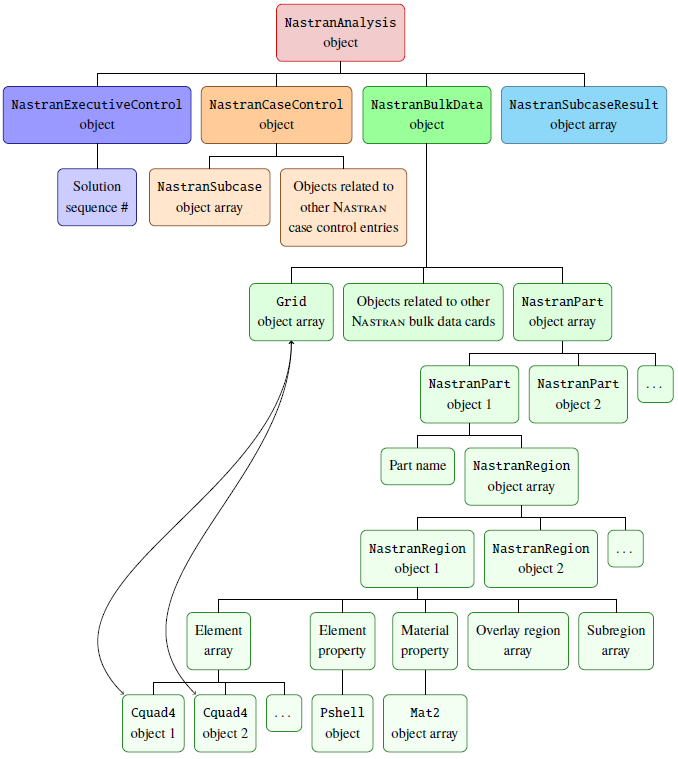 NastranAnalysis
object
NastranExecutiveControl
object
NastranCaseControl
object
NastranBulkData
object
NastranSubcaseResult
object array
Solution
sequence #
NastranSubcase
object array
Objects related to
other NASTRAN
case control entries
Grid
object array
Objects related to other
NASTRAN bulk data cards
NastranPart
object array
NastranPart
object 1
NastranPart
object 2
...
Part name
NastranRegion
object array
NastranRegion
object 1
NastranRegion
object 2
...
Element
array
Element
property
Material
property
Overlay region
array
Subregion
array
Cquad4
object 1
Cquad4
object 2
...
Pshell
object
Mat2
object array